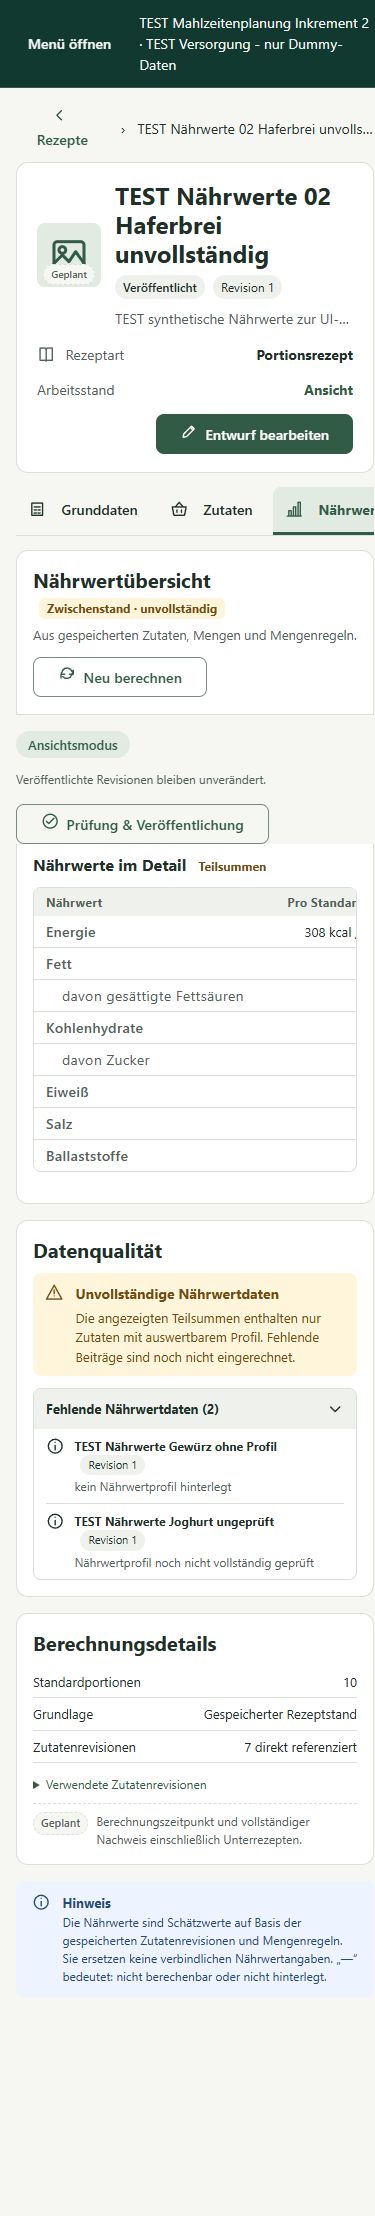 Menü öffnen
TEST Mahlzeitenplanung Inkrement 2
· TEST Versorgung - nur Dummy-
Daten
Rezepte
› TEST Nährwerte 02 Haferbrei unvolls...
TEST Nährwerte 02
Haferbrei
unvollständig
Geplant
Veröffentlicht Revision 1
TEST synthetische Nährwerte zur UI-...
Rezeptart Portionsrezept
Arbeitsstand Ansicht
Entwurf bearbeiten
Grunddaten Zutaten Nährwer
Nährwertübersicht
Zwischenstand · unvollständig
Aus gespeicherten Zutaten, Mengen und Mengenregeln.
Neu berechnen
Ansichtsmodus
Veröffentlichte Revisionen bleiben unverändert.
Prüfung & Veröffentlichung
Nährwerte im Detail Teilsummen
Nährwert Pro Standar
Energie 308 kcal
Fett
davon gesättigte Fettsäuren
Kohlenhydrate
davon Zucker
Eiweiß
Salz
Ballaststoffe
Datenqualität
Unvollständige Nährwertdaten
Die angezeigten Teilsummen enthalten nur
Zutaten mit auswertbarem Profil. Fehlende
Beiträge sind noch nicht eingerechnet.
Fehlende Nährwertdaten (2)
TEST Nährwerte Gewürz ohne Profil
Revision 1
kein Nährwertprofil hinterlegt
TEST Nährwerte Joghurt ungeprüft
Revision 1
Nährwertprofil noch nicht vollständig geprüft
Berechnungsdetails
Standardportionen 10
Grundlage Gespeicherter Rezeptstand
Zutatenrevisionen 7 direkt referenziert
Verwendete Zutatenrevisionen
Geplant Berechnungszeitpunkt und vollständiger
Nachweis einschließlich Unterrezepten.
Hinweis
Die Nährwerte sind Schätzwerte auf Basis der
gespeicherten Zutatenrevisionen und Mengenregeln.
Sie ersetzen keine verbindlichen Nährwertangaben. „—“
bedeutet: nicht berechenbar oder nicht hinterlegt.